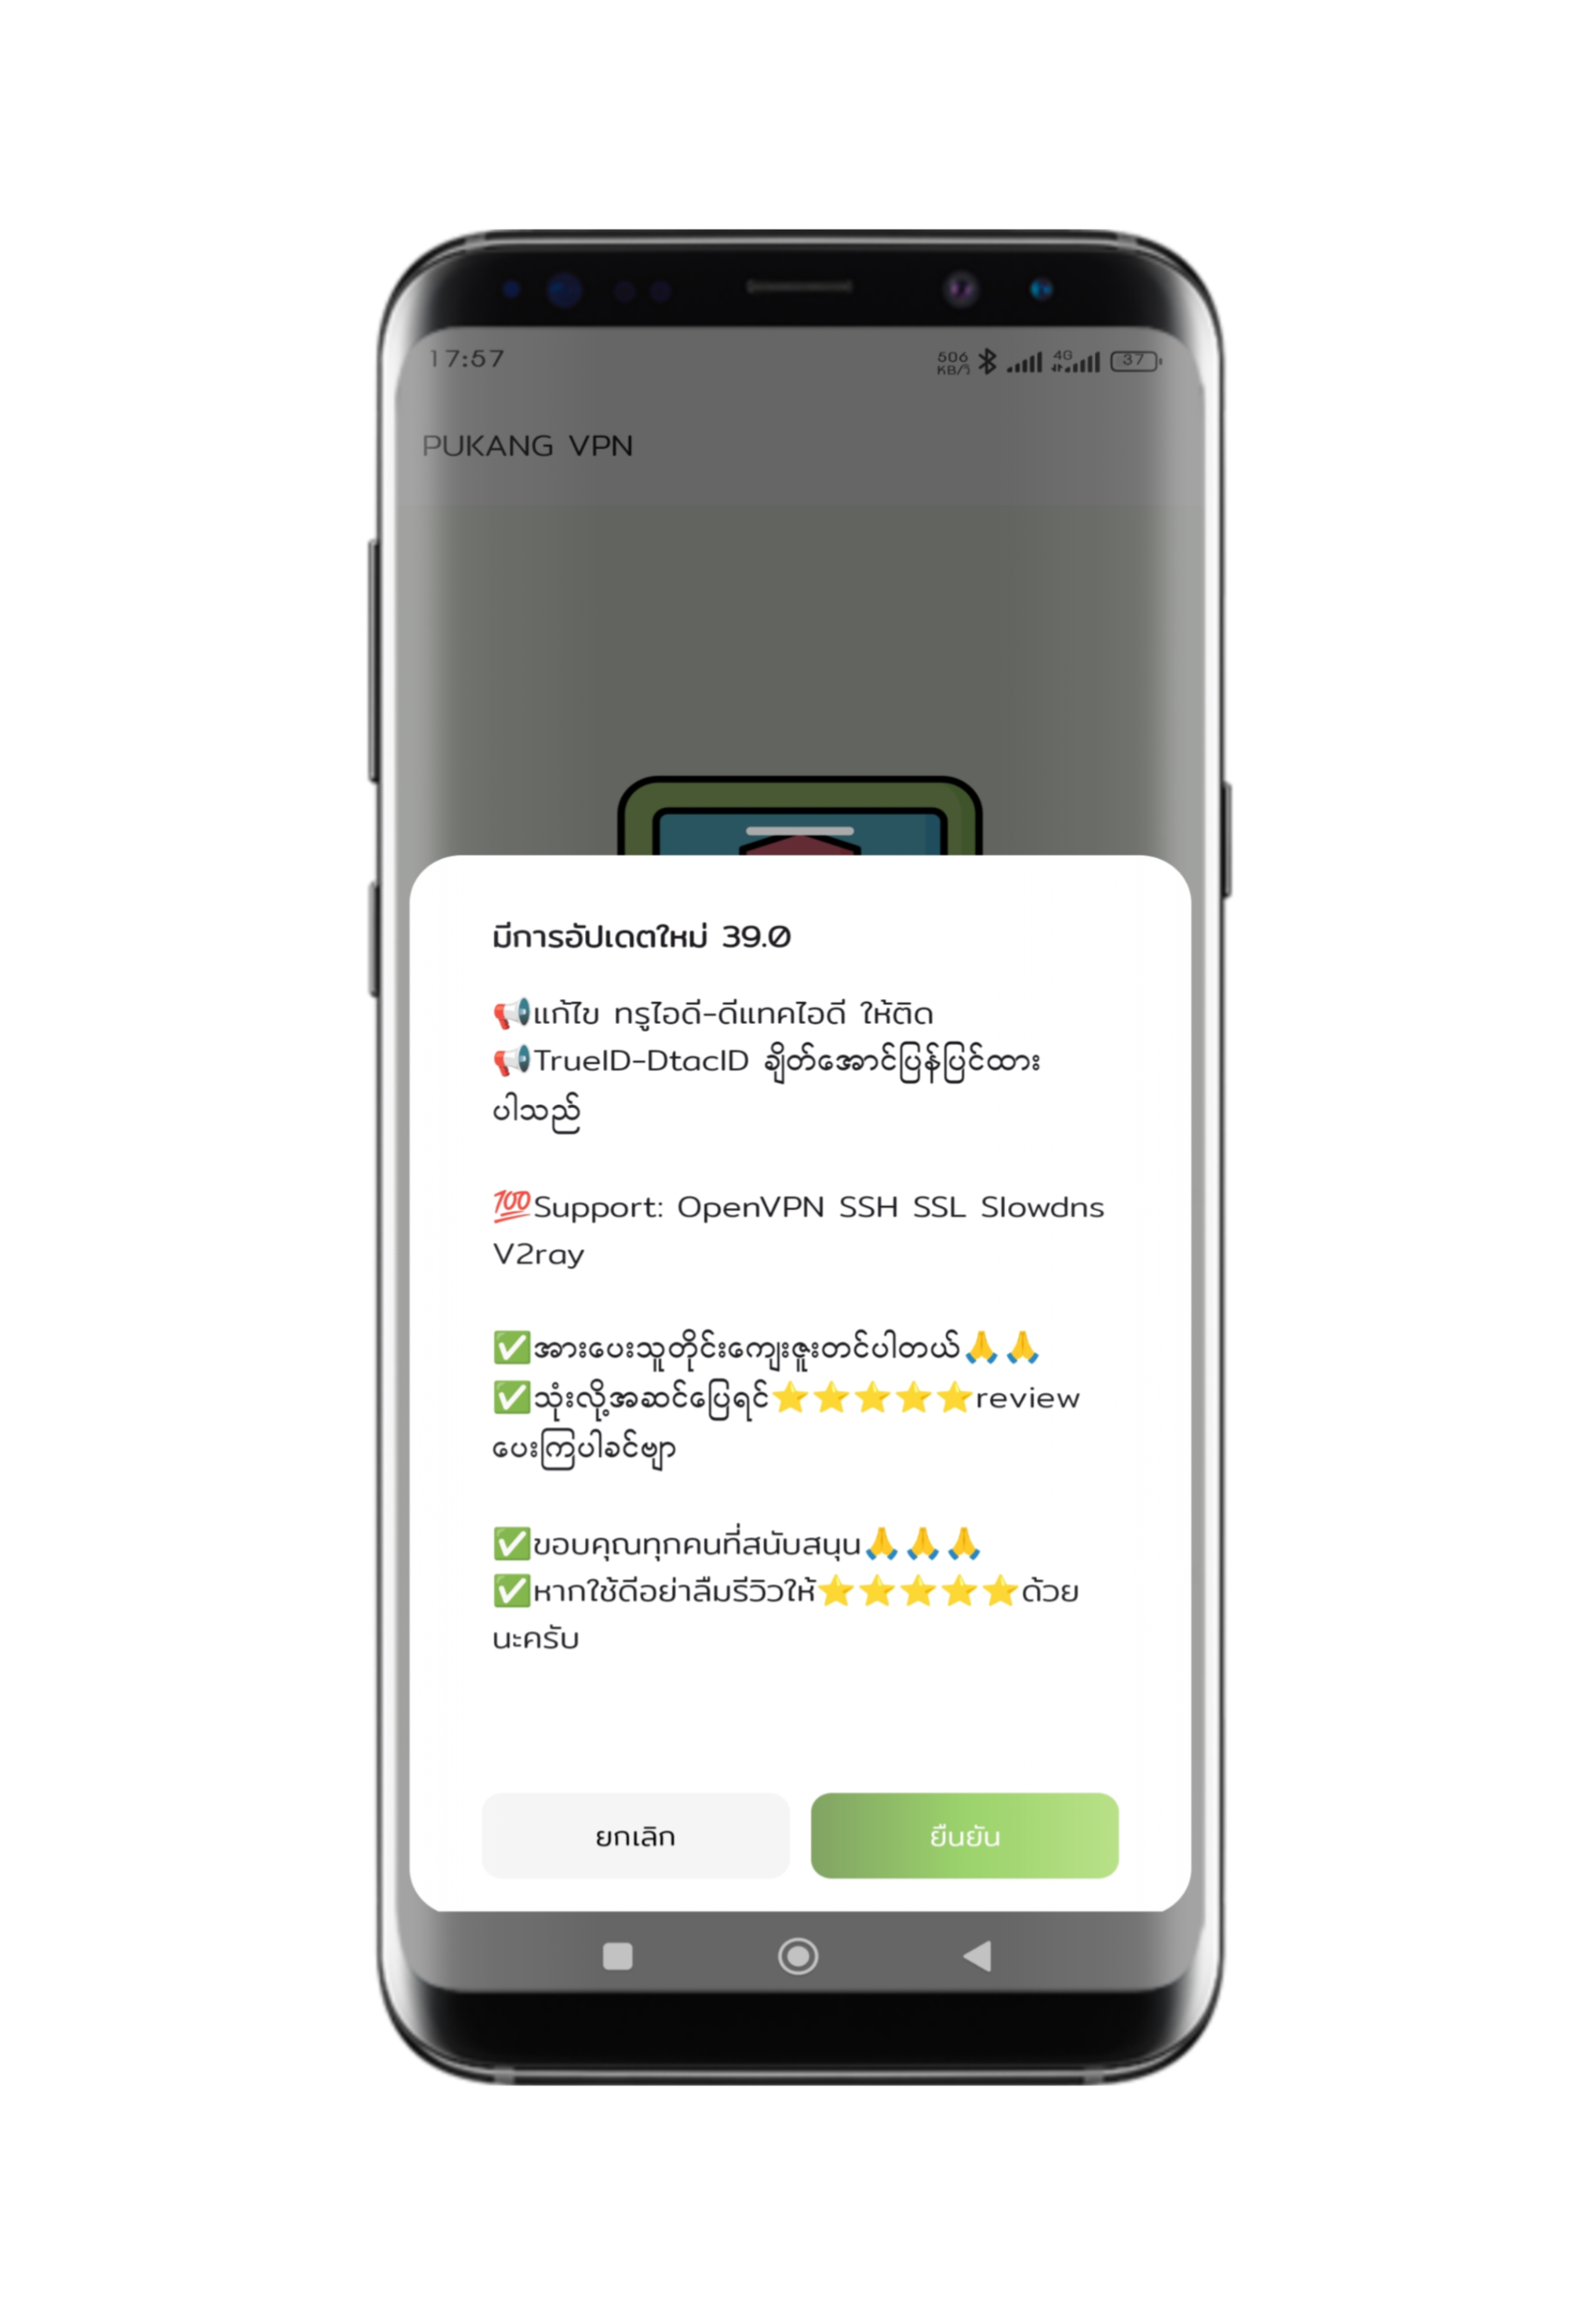 17:57
506
KB/s
4G
37
PUKANG VPN
มีการอัปเดตใหม่ 39.0
📢แก้ไข ทรูไอดี-ดีแทคไอดี ให้ติด
📢TrueID-DtacID ချိတ်အောင်ပြန်ပြင်ထား
ပါသည်
💯Support: OpenVPN SSH SSL Slowdns
V2ray
✅အားပေးသူတိုင်းကျေးဇူးတင်ပါတယ်🙏🙏
✅သုံးလို့အဆင်ပြေရင်⭐⭐⭐⭐⭐review
ပေးကြပါခင်ဗျာ
✅ขอบคุณทุกคนที่สนับสนุน🙏🙏🙏
✅หากใช้ดีอย่าลืมรีวิวให้⭐⭐⭐⭐⭐ด้วย
นะครับ
ยกเลิก
ยืนยัน